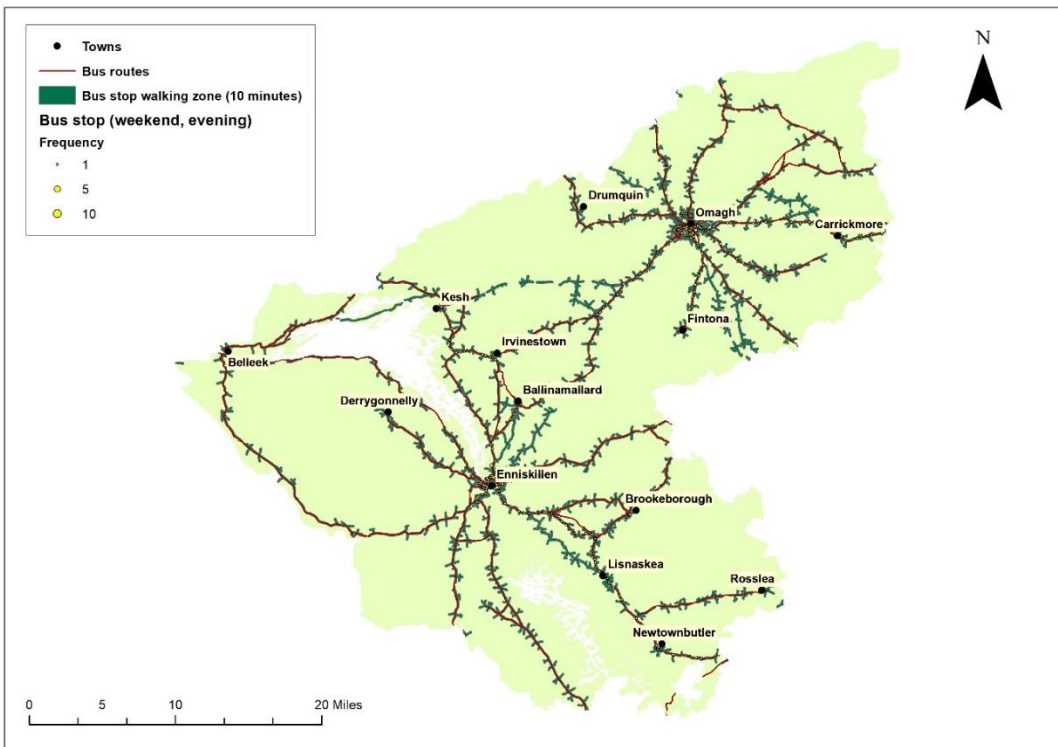 Towns
Bus routes
Bus stop walking zone (10 minutes)
Bus stop (weekend, evening)
Frequency
1
5
10
N
Drumquin
Omagh
Carrickmore
Kesh
Fintona
Irvinestown
Belleek
Ballinamallard
Derrygonnelly
Enniskillen
Brookeborough
Lisnaskea
Rosslea
Newtownbutler
0 5 10 20 Miles